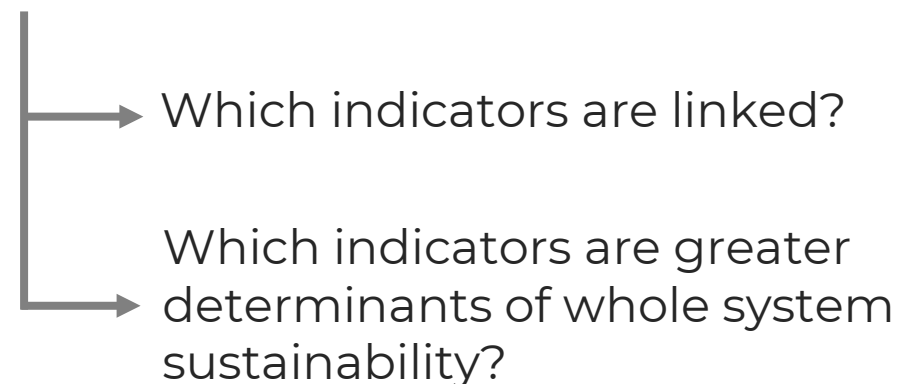 Which indicators are linked?
Which indicators are greater
determinants of whole system
sustainability?